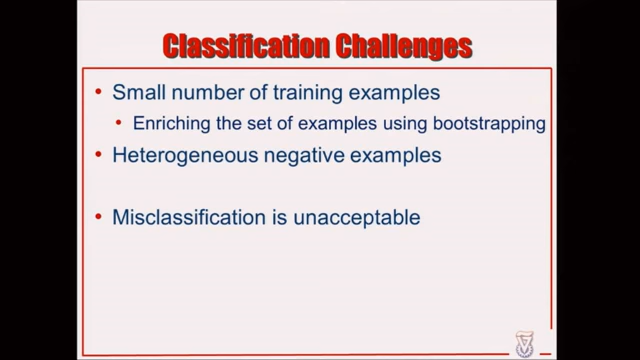 Classification Challenges
• Small number of training examples
• Enriching the set of examples using bootstrapping
• Heterogeneous negative examples
• Misclassification is unacceptable